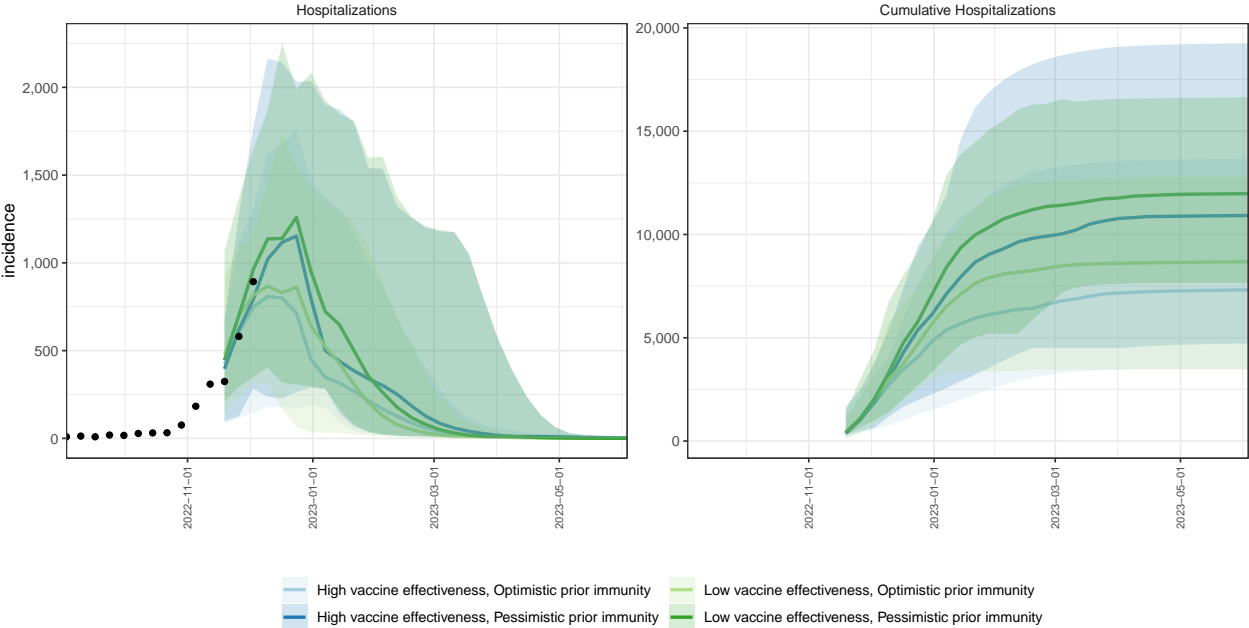 Hospitalizations
Cumulative Hospitalizations
incidence
2,000
1,500
1,000
500
0
2022−11−01
2023−01−01
2023−03−01
2023−05−01
20,000
15,000
10,000
5,000
0
2022−11−01
2023−01−01
2023−03−01
2023−05−01
High vaccine effectiveness, Optimistic prior immunity
Low vaccine effectiveness, Optimistic prior immunity
High vaccine effectiveness, Pessimistic prior immunity
Low vaccine effectiveness, Pessimistic prior immunity